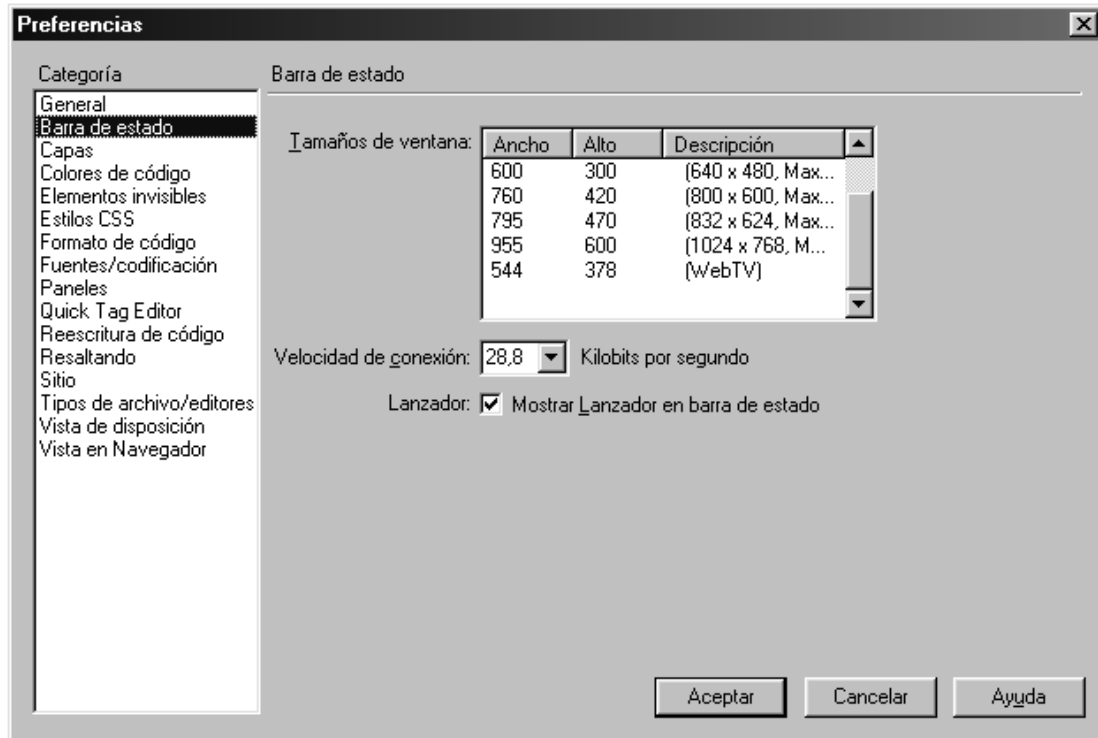 Preferencias
Categoría
General
Barra de estado
Capas
Colores de código
Elementos invisibles
Estilos CSS
Formato de código
Fuentes/codificación
Paneles
Quick Tag Editor
Reescritura de código
Resaltando
Sitio
Tipos de archivo/editores
Vista de disposición
Vista en Navegador
Barra de estado
Tamaños de ventana:
Ancho Alto Descripción
600 300 (640 x 480, Max...
760 420 (800 x 600, Max...
795 470 (832 x 624, Max...
955 600 (1024 x 768, M...
544 378 (WebTV)
Velocidad de conexión: 28,8 Kilobits por segundo
Lanzador: Mostrar Lanzador en barra de estado
Aceptar Cancelar Ayuda